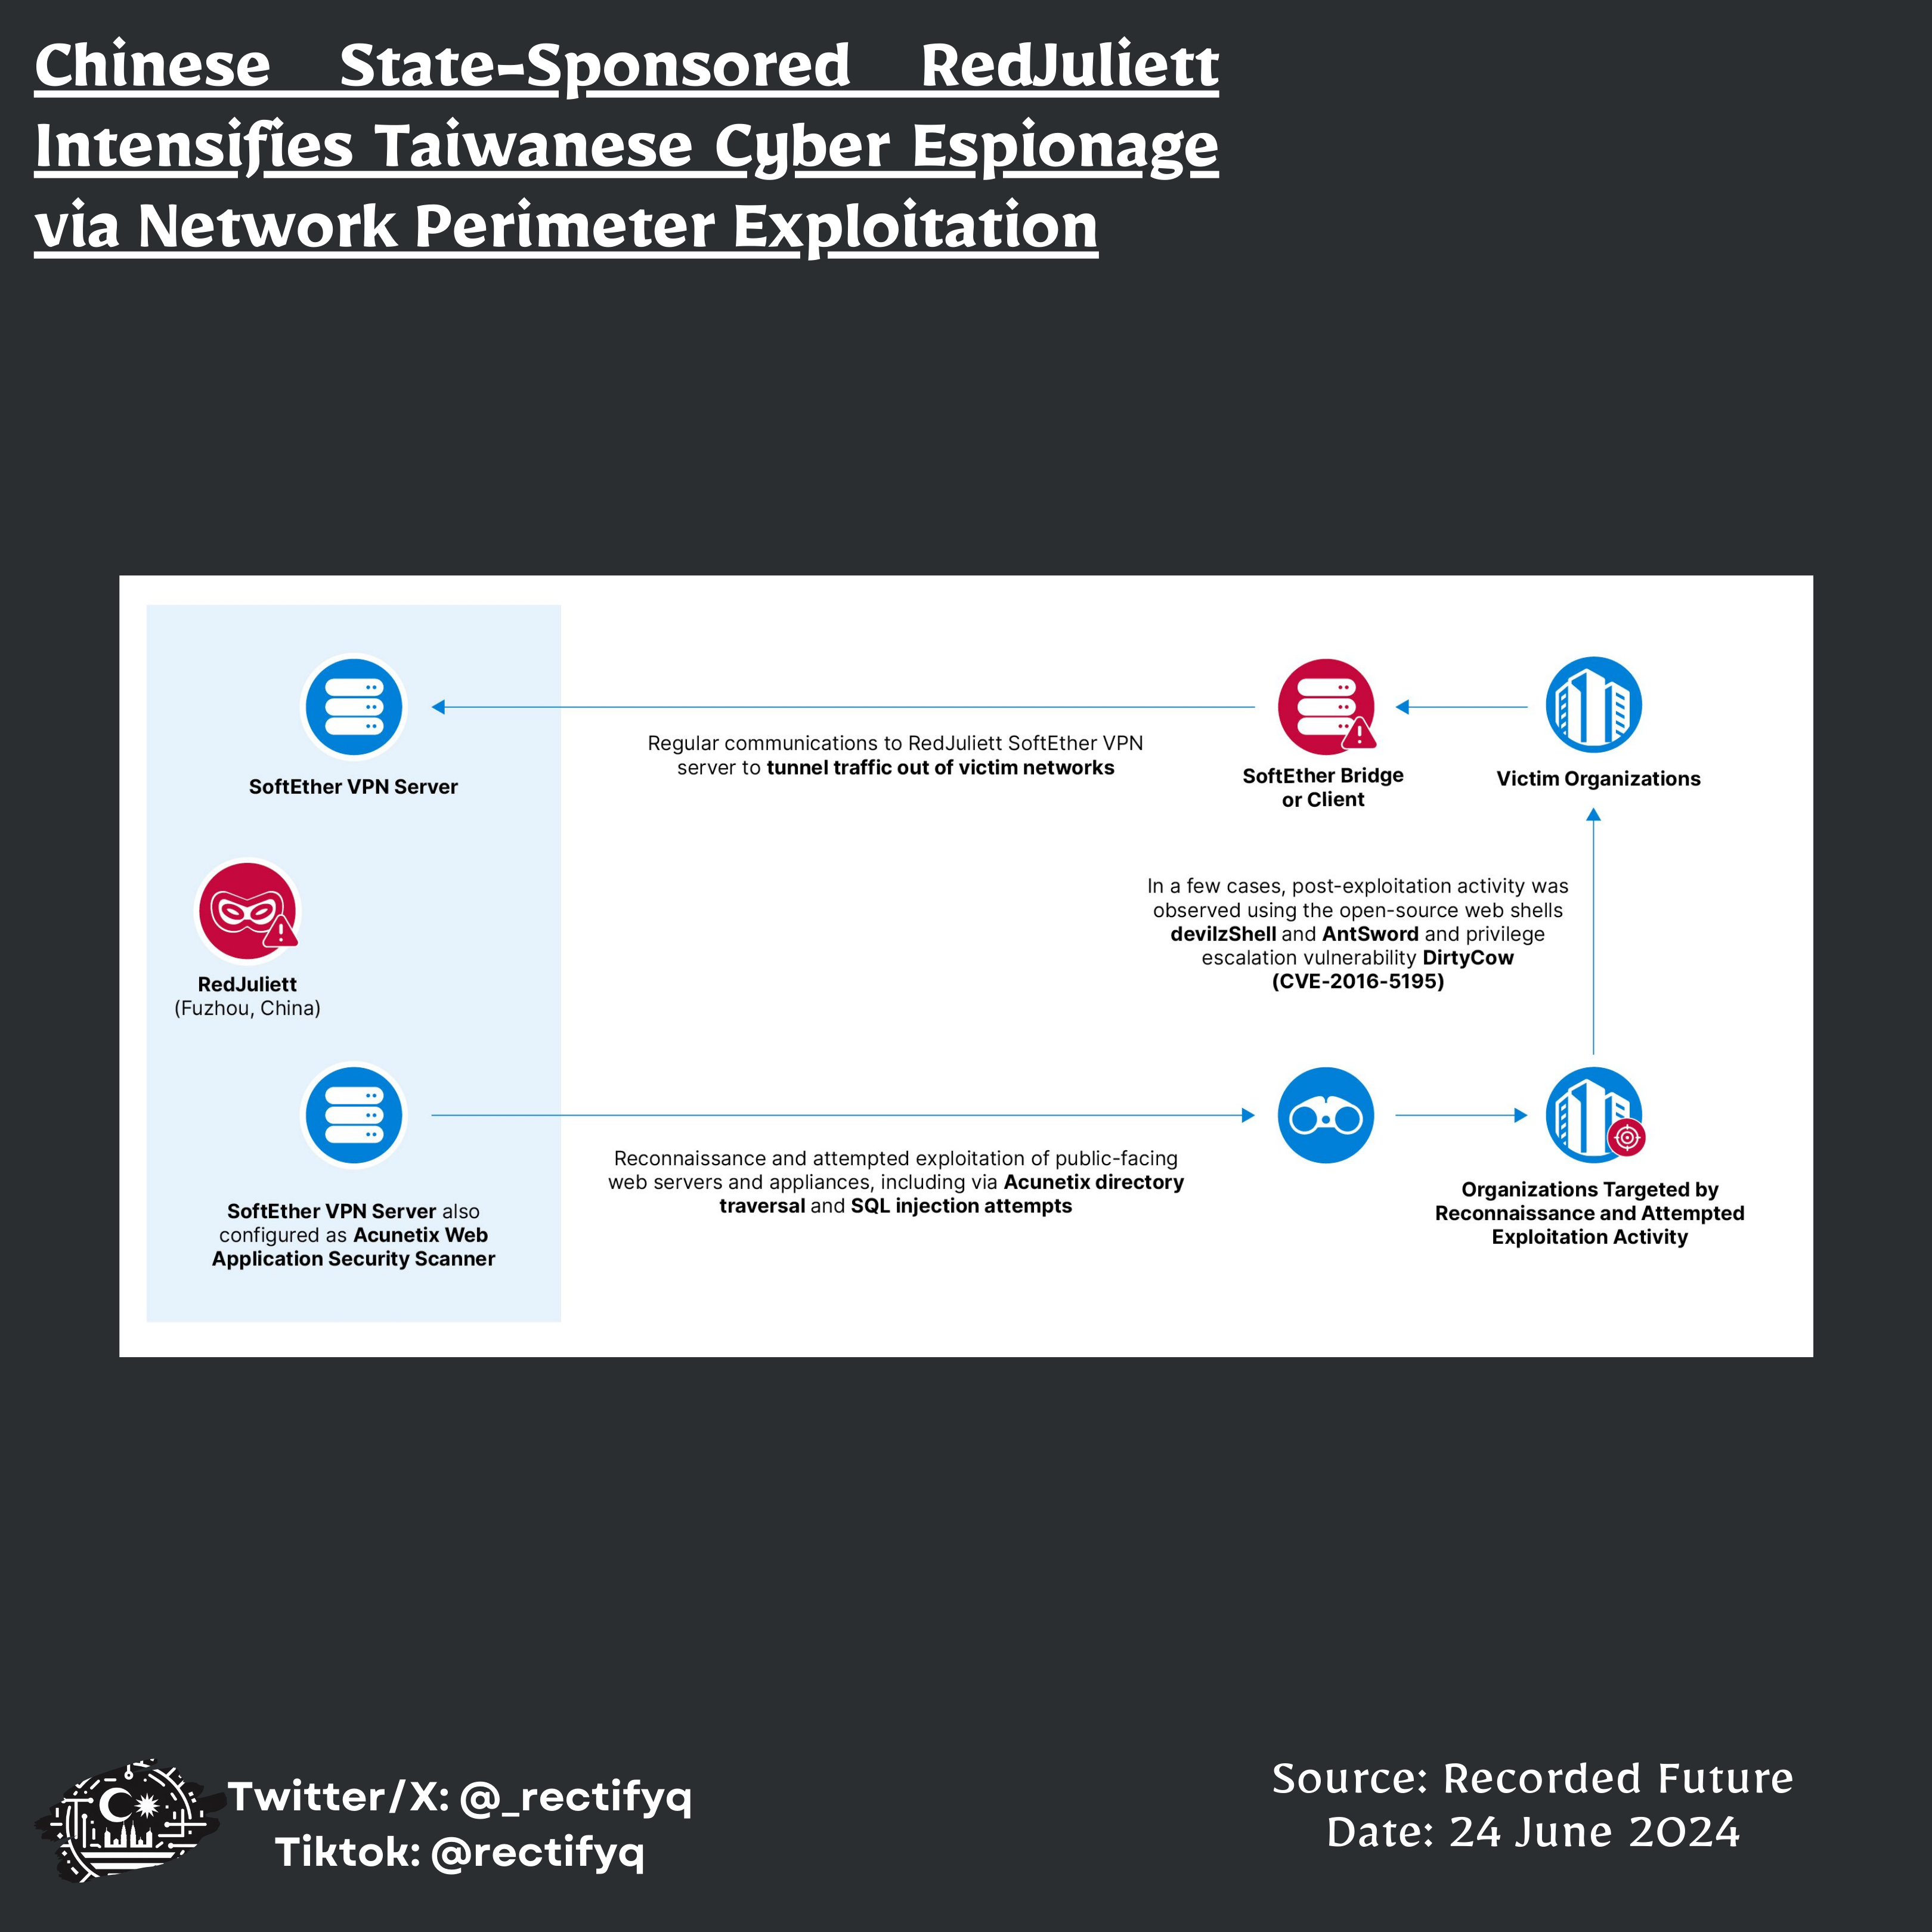 Chinese State-Sponsored RedJuliett
Intensifies Taiwanese Cyber Espionage
via Network Perimeter Exploitation
SoftEther VPN Server
Regular communications to RedJuliett SoftEther VPN
server to tunnel traffic out of victim networks
SoftEther Bridge
or Client
Victim Organizations
RedJuliett
(Fuzhou, China)
In a few cases, post-exploitation activity was
observed using the open-source web shells
devilzShell and AntSword and privilege
escalation vulnerability DirtyCow
(CVE-2016-5195)
SoftEther VPN Server also
configured as Acunetix Web
Application Security Scanner
Reconnaissance and attempted exploitation of public-facing
web servers and appliances, including via Acunetix directory
traversal and SQL injection attempts
Organizations Targeted by
Reconnaissance and Attempted
Exploitation Activity
Twitter/X: @_rectifyq
Tiktok: @rectifyq
Source: Recorded Future
Date: 24 June 2024